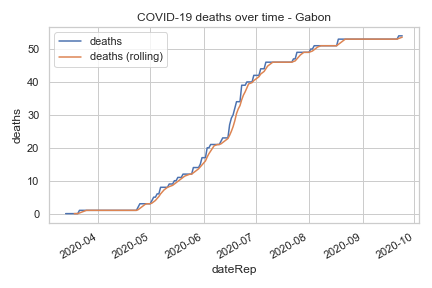 COVID-19 deaths over time - Gabon
deaths
deaths (rolling)
deaths
50
40
30
20
10
0
2020-04
2020-05
2020-06
2020-07
2020-08
2020-09
2020-10
dateRep